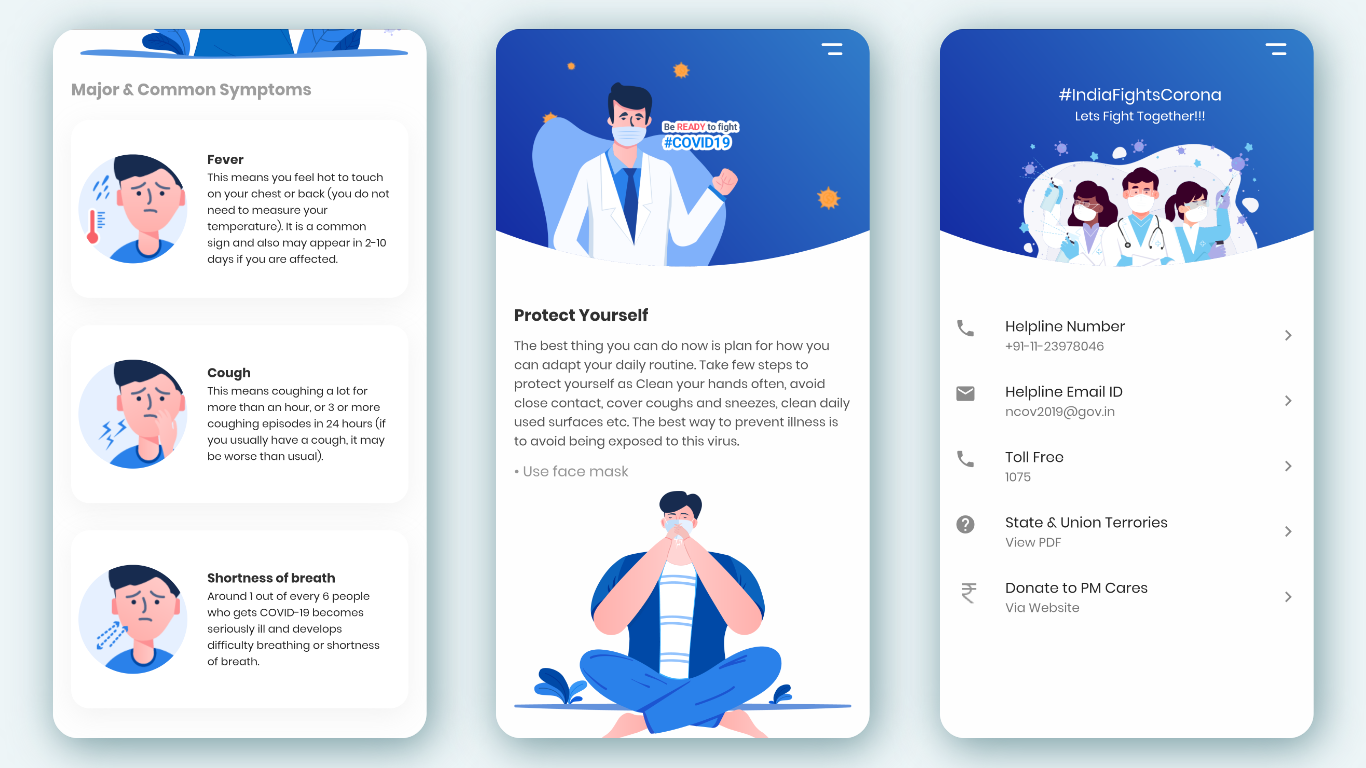 Major & Common Symptoms
Fever
This means you feel hot to touch
on your chest or back (you do not
need to measure your
temperature). It is a common
sign and also may appear in 2-10
days if you are affected.
Cough
This means coughing a lot for
more than an hour, or 3 or more
coughing episodes in 24 hours (if
you usually have a cough, it may
be worse than usual).
Shortness of breath
Around 1 out of every 6 people
who gets COVID-19 becomes
seriously ill and develops
difficulty breathing or shortness
of breath.
Be READY to fight
#COVID19
Protect Yourself
The best thing you can do now is plan for how you
can adapt your daily routine. Take few steps to
protect yourself as Clean your hands often, avoid
close contact, cover coughs and sneezes, clean daily
used surfaces etc. The best way to prevent illness is
to avoid being exposed to this virus.
• Use face mask
#IndiaFightsCorona
Lets Fight Together!!!
Helpline Number
+91-11-23978046
Helpline Email ID
ncov2019@gov.in
Toll Free
1075
State & Union Terrories
View PDF
Donate to PM Cares
Via Website